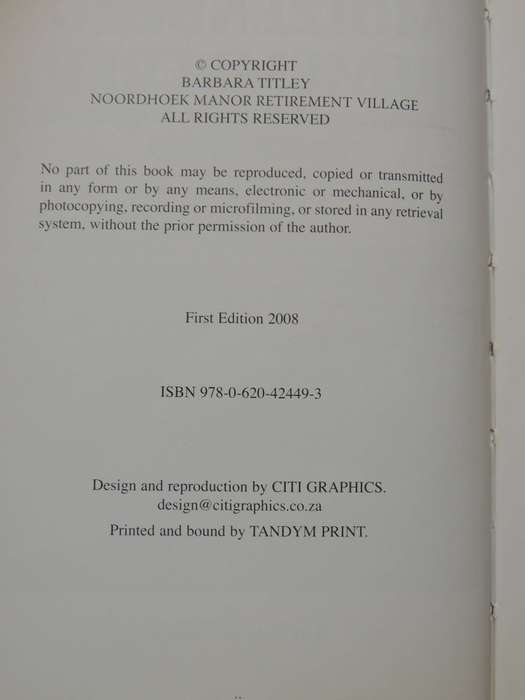 © COPYRIGHT
BARBARA TITLEY
NOORDHOEK MANOR RETIREMENT VILLAGE
ALL RIGHTS RESERVED
No part of this book may be reproduced, copied or transmitted
in any form or by any means, electronic or mechanical, or by
photocopying, recording or microfilming, or stored in any retrieval
system, without the prior permission of the author.
First Edition 2008
ISBN 978-0-620-42449-3
Design and reproduction by CITI GRAPHICS.
design@citigraphics.co.za
Printed and bound by TANDYM PRINT.